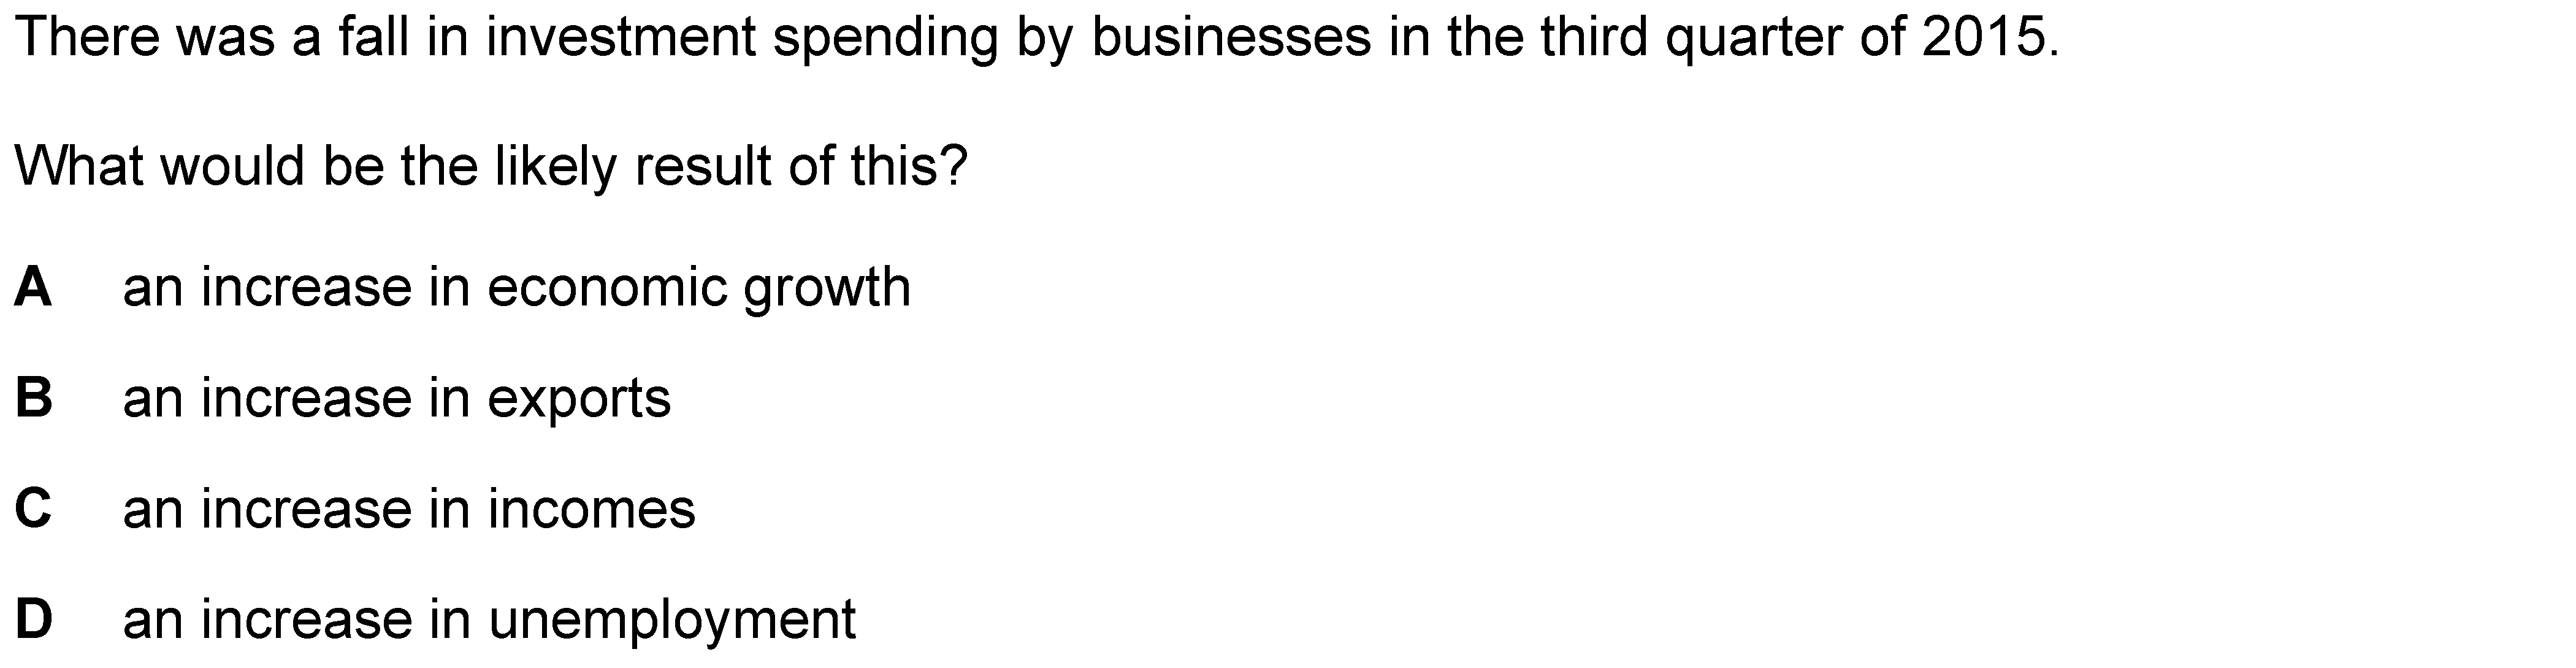 There was a fall in investment spending by businesses in the third quarter of 2015.
What would be the likely result of this?
A an increase in economic growth
B an increase in exports
C an increase in incomes
D an increase in unemployment